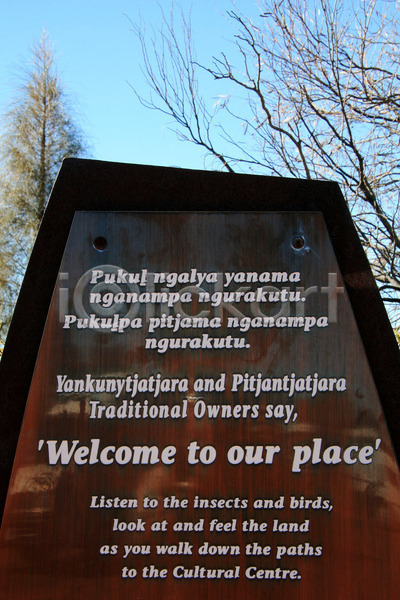 Pukuḻ ngalya yanama
nganampa ngurakutu.
Pukuḻpa pitjama nganampa
ngurakutu.
Yankunytjatjara and Pitjantjatjara
Traditional Owners say,
'Welcome to our place'
Listen to the insects and birds,
look at and feel the land
as you walk down the paths
to the Cultural Centre.